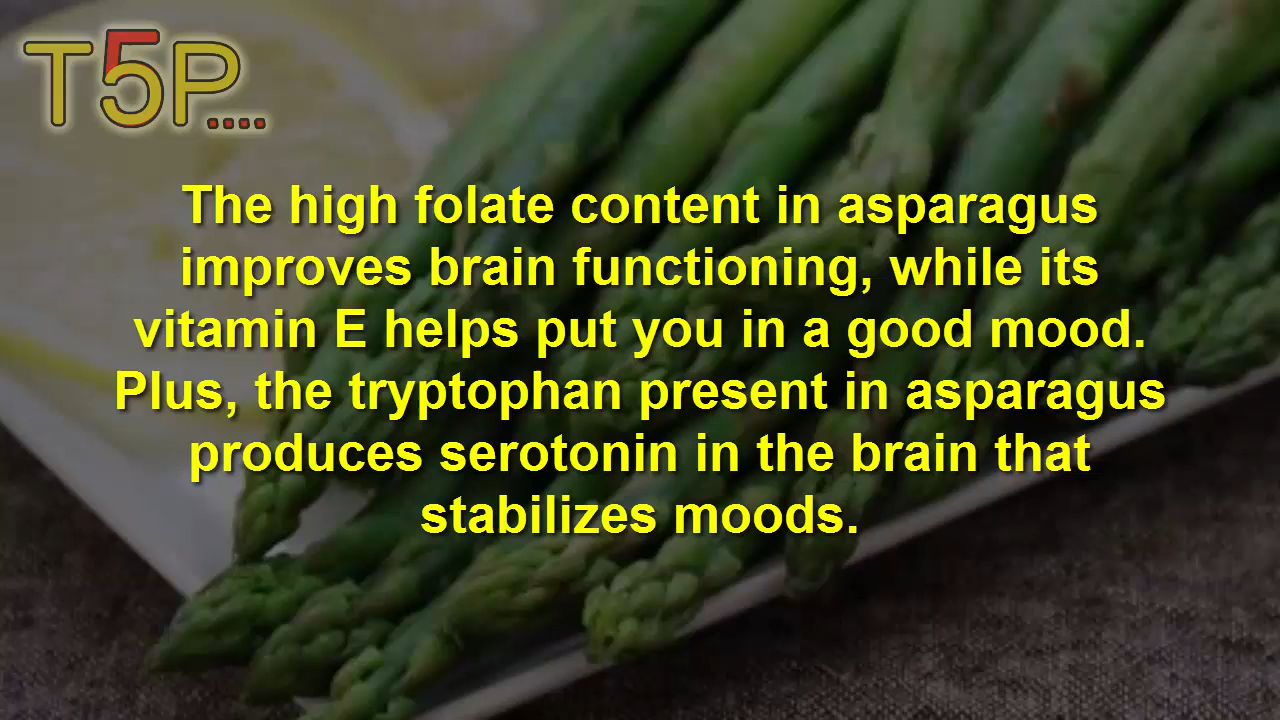 T5P....
The high folate content in asparagus
improves brain functioning, while its
vitamin E helps put you in a good mood.
Plus, the tryptophan present in asparagus
produces serotonin in the brain that
stabilizes moods.